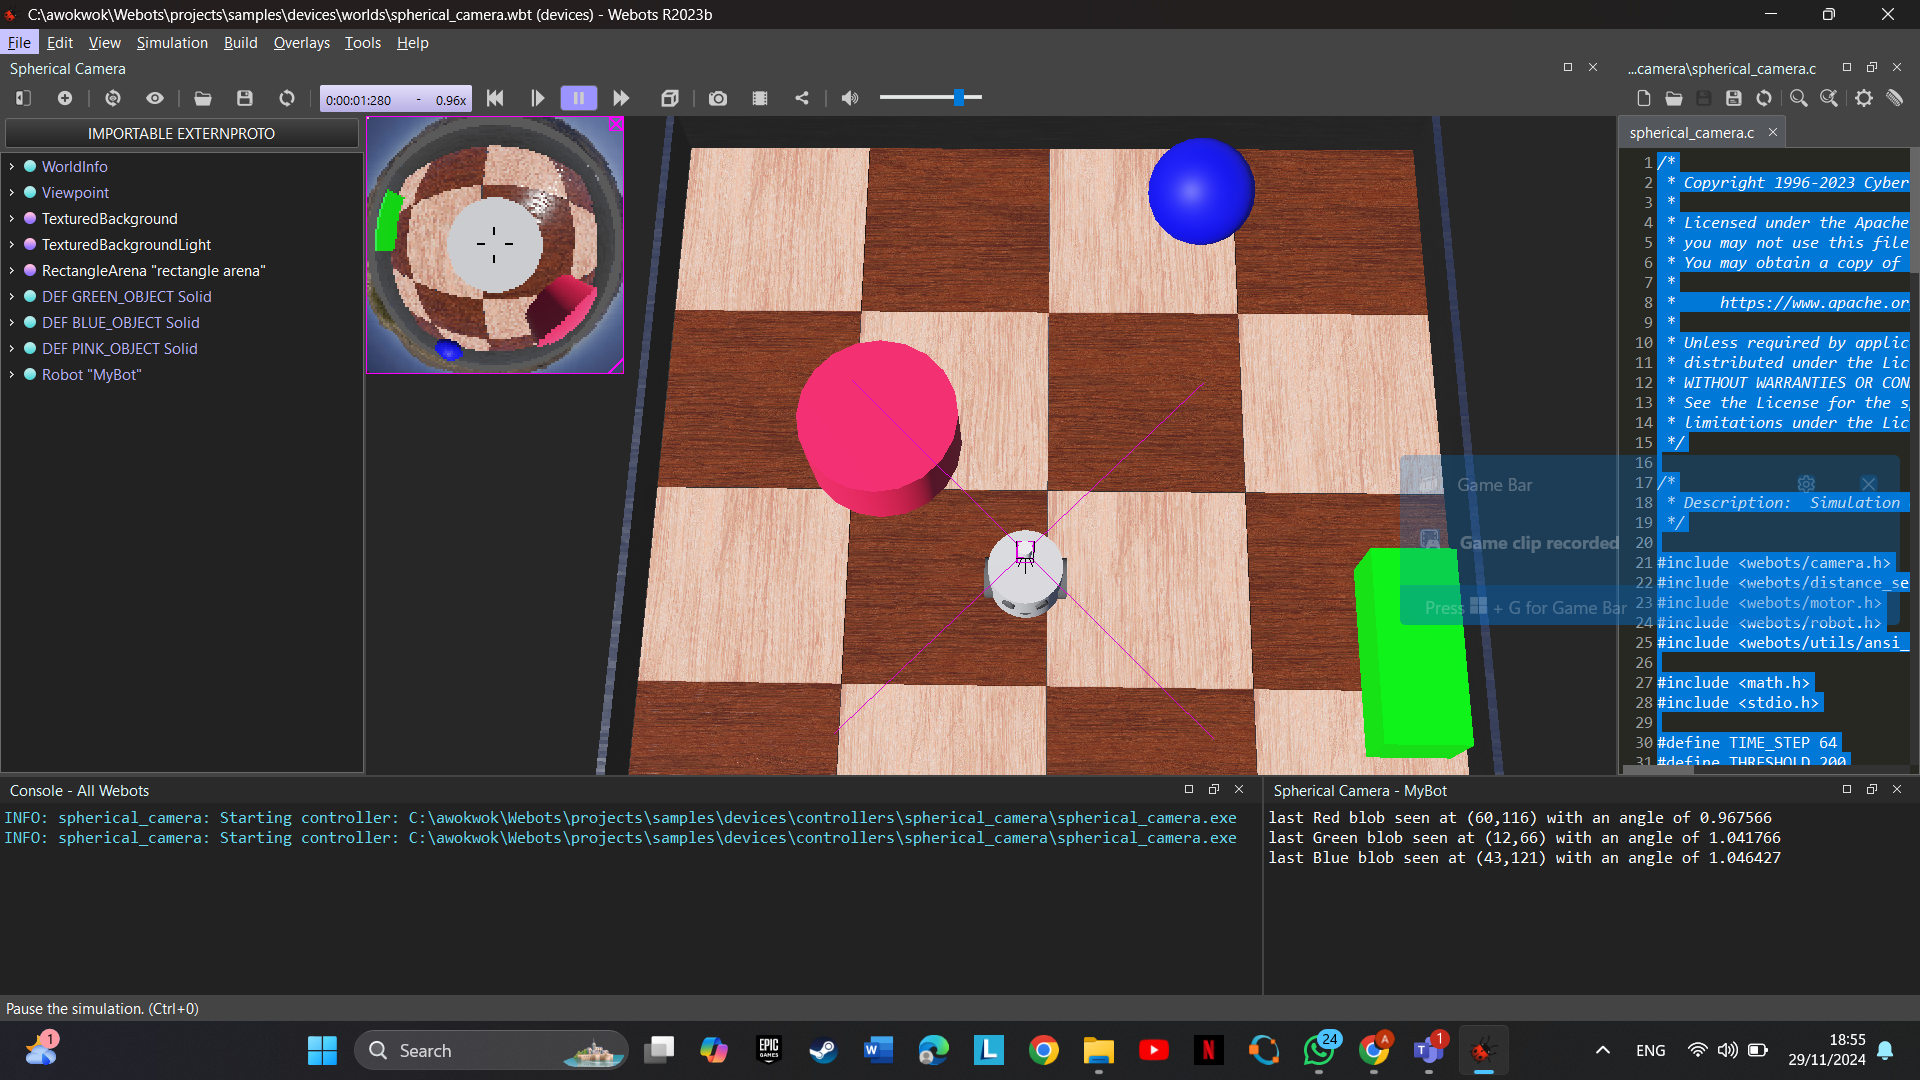 C:\awokwok\Webots\projects\samples\devices\worlds\spherical_camera.wbt (devices) - Webots R2023b
File Edit View Simulation Build Overlays Tools Help
Spherical Camera
...camera\spherical_camera.c
0:00:01:280 - 0.96x
IMPORTABLE EXTERNPROTO
spherical_camera.c
WorldInfo
Viewpoint
TexturedBackground
TexturedBackgroundLight
RectangleArena "rectangle arena"
DEF GREEN_OBJECT Solid
DEF BLUE_OBJECT Solid
DEF PINK_OBJECT Solid
Robot "MyBot"
1 /*
2 * Copyright 1996-2023 Cyber
3 *
4 * Licensed under the Apache
5 * you may not use this file
6 * You may obtain a copy of
7 *
8 * https://www.apache.or
9 *
10 * Unless required by applic
11 * distributed under the Lic
12 * WITHOUT WARRANTIES OR CON
13 * See the License for the s
14 * limitations under the Lic
15 */
16
17 /*
18 * Description: Simulation
19 */
20
21 #include <webots/camera.h>
22 #include <webots/distance_se
23 #include <webots/motor.h>
24 #include <webots/robot.h>
25 #include <webots/utils/ansi_
26
27 #include <math.h>
28 #include <stdio.h>
29
30 #define TIME_STEP 64
31 #define THRESHOLD 200
Game Bar
Game clip recorded
Press + G for Game Bar
Console - All Webots
INFO: spherical_camera: Starting controller: C:\awokwok\Webots\projects\samples\devices\controllers\spherical_camera\spherical_camera.exe
INFO: spherical_camera: Starting controller: C:\awokwok\Webots\projects\samples\devices\controllers\spherical_camera\spherical_camera.exe
Spherical Camera - MyBot
last Red blob seen at (60,116) with an angle of 0.967566
last Green blob seen at (12,66) with an angle of 1.041766
last Blue blob seen at (43,121) with an angle of 1.046427
Pause the simulation. (Ctrl+0)
1
Search
EPIC GAMES
W
L
N
24
A
1
ENG
18:55
29/11/2024